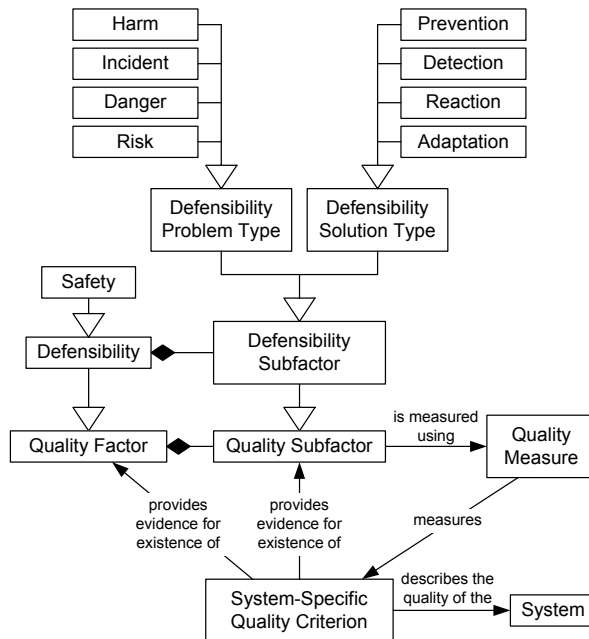 Harm
Incident
Danger
Risk
Prevention
Detection
Reaction
Adaptation
Defensibility
Problem Type
Defensibility
Solution Type
Safety
Defensibility
Defensibility
Subfactor
Quality Factor
Quality Subfactor
is measured
using
Quality
Measure
provides
evidence for
existence of
provides
evidence for
existence of
measures
System-Specific
Quality Criterion
describes the
quality of the
System